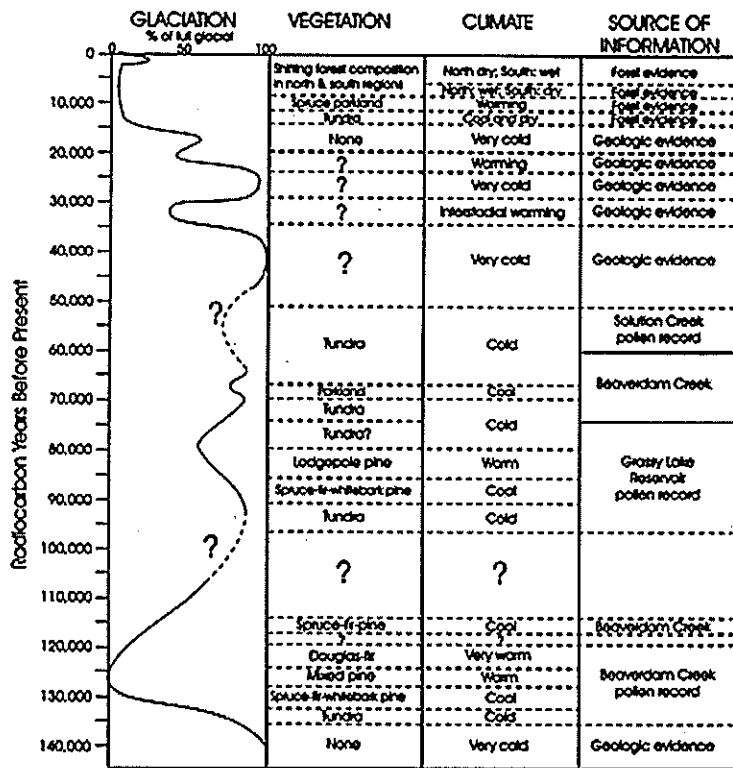 GLACIATION VEGETATION CLIMATE SOURCE OF INFORMATION
% of full glacial
0 50 100
Radiocarbon Years Before Present
0
Shifting forest composition in north & south regions North dry; South: wet Fossil evidence
North: wet; South: dry Fossil evidence
10,000 Spruce parkland Warming Fossil evidence
Tundra Cool and dry Fossil evidence
None Very cold Geologic evidence
20,000 ? Warming Geologic evidence
? Very cold Geologic evidence
30,000 ? Interstadial warming Geologic evidence
40,000 ? Very cold Geologic evidence
50,000 ?
Solution Creek
pollen record
60,000 Tundra Cold
Beaverdam Creek
Parkland Cool
70,000
Tundra
Cold
Tundra?
80,000
Lodgepole pine Warm
Grassy Lake
Reservoir
pollen record
Spruce-fir-whitebark pine Cool
90,000
Tundra Cold
100,000 ?
? ?
110,000
Spruce-fir-pine Cool Beaverdam Creek
? ?
120,000
Douglas-fir Very warm
Mixed pine Warm
Beaverdam Creek
pollen record
130,000 Spruce-fir-whitebark pine Cool
Tundra Cold
140,000 None Very cold Geologic evidence